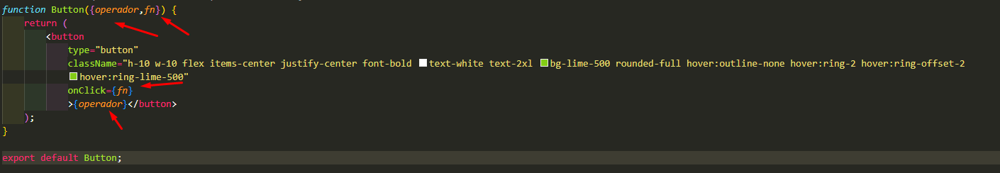 function Button({operador,fn}) {
return (
<button
type="button"
className="h-10 w-10 flex items-center justify-center font-bold text-white text-2xl bg-lime-500 rounded-full hover:outline-none hover:ring-2 hover:ring-offset-2
hover:ring-lime-500"
onClick={fn}
>{operador}</button>
);
}
export default Button;